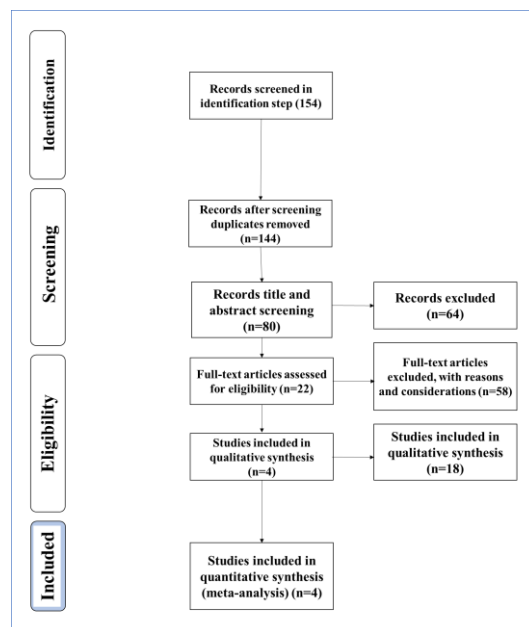 Identification
Records screened in
identification step (154)
Screening
Records after screening
duplicates removed
(n=144)
Records title and
abstract screening
(n=80)
Records excluded
(n=64)
Eligibility
Full-text articles assessed
for eligibility (n=22)
Full-text articles
excluded, with reasons
and considerations (n=58)
Studies included in
qualitative synthesis
(n=4)
Studies included in
qualitative synthesis
(n=18)
Included
Studies included in
quantitative synthesis
(meta-analysis) (n=4)